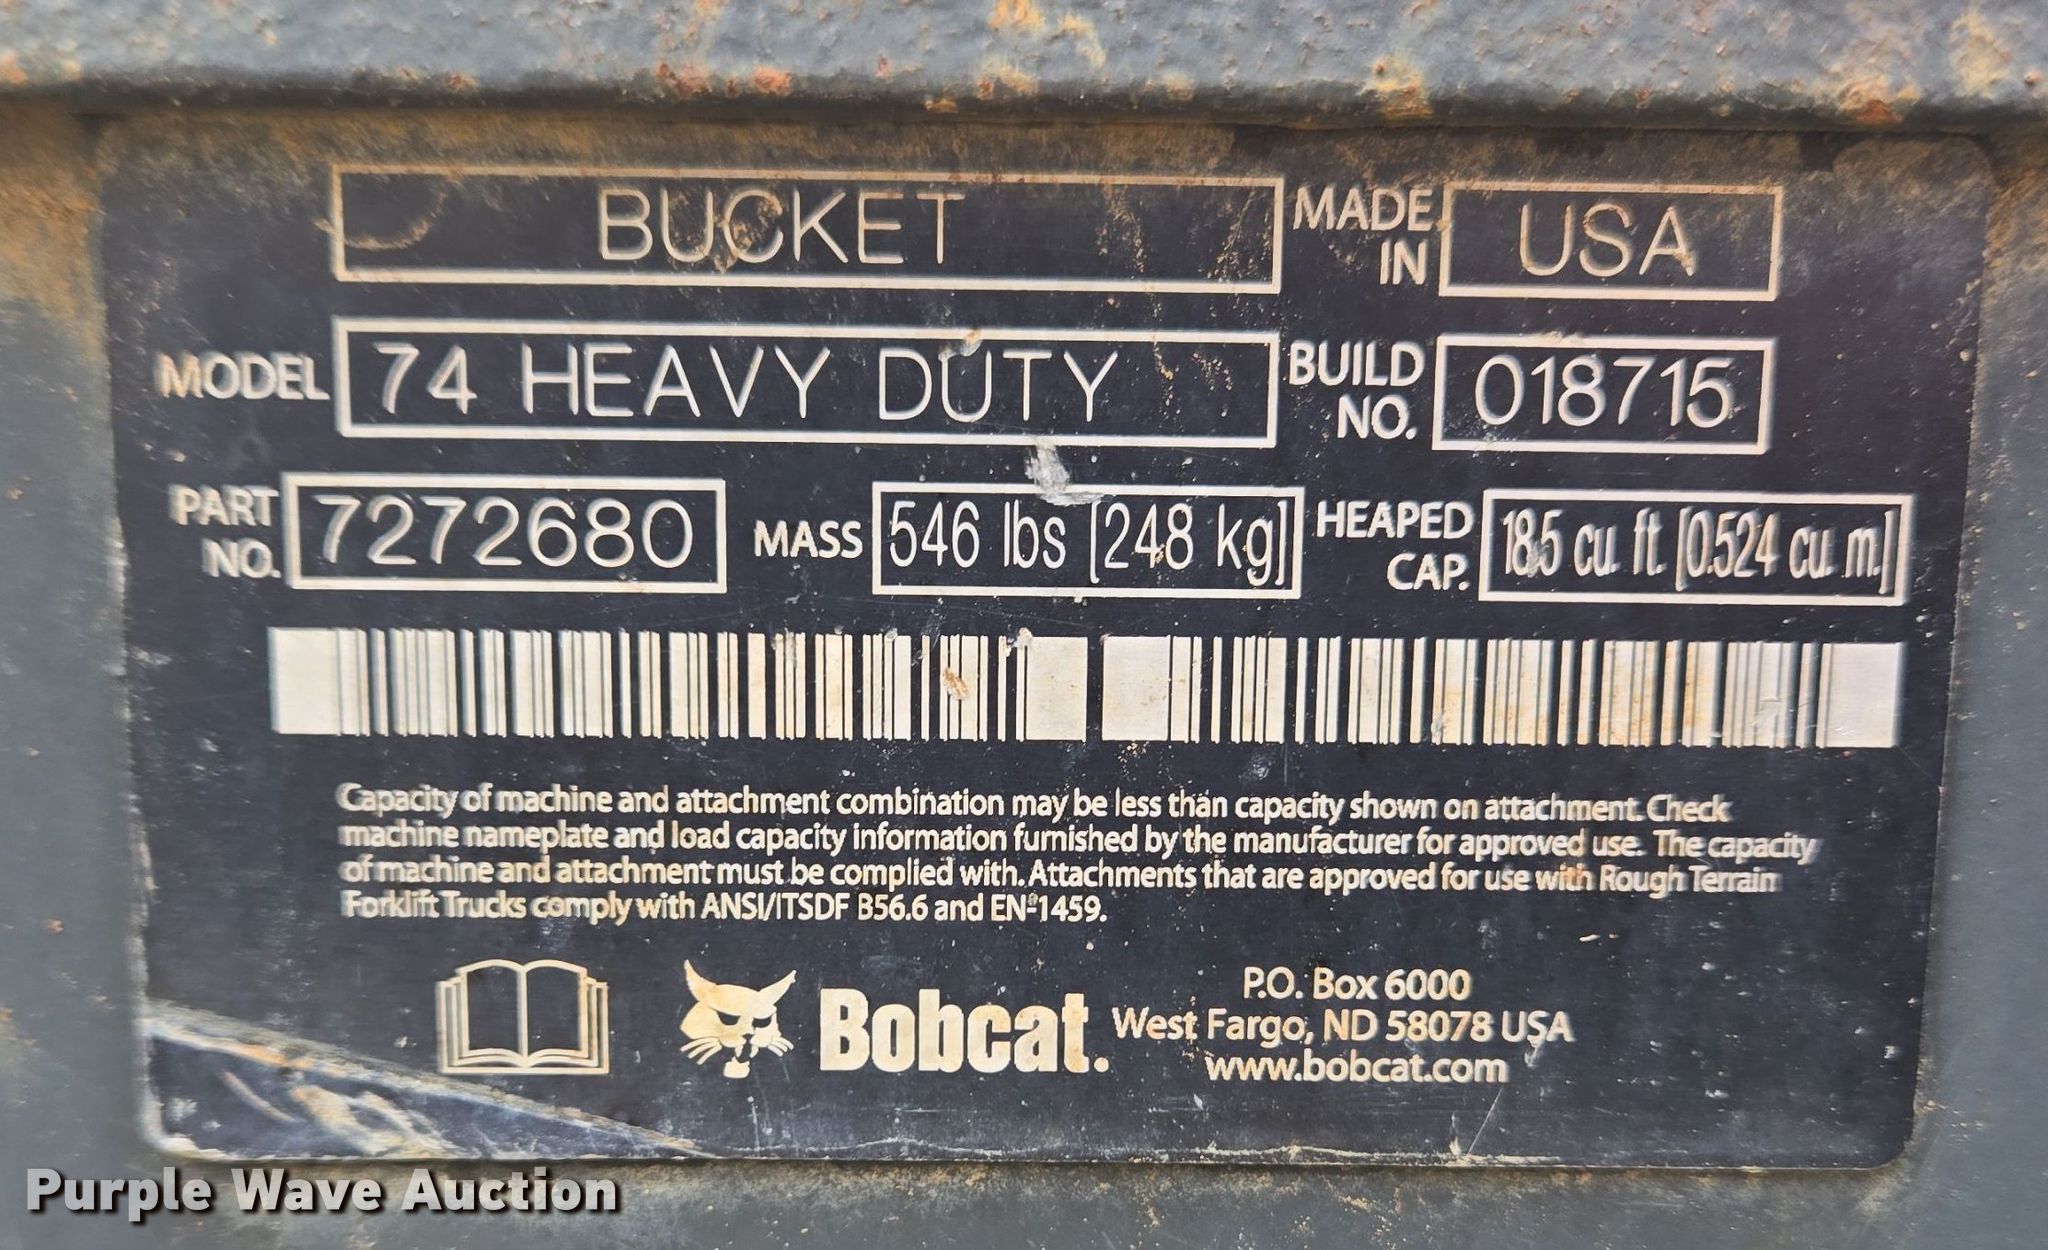 BUCKET
MADE IN USA
MODEL 74 HEAVY DUTY
BUILD NO. 018715
PART NO. 7272680
MASS 546 lbs [248 kg]
HEAPED CAP. 18.5 cu. ft. [0.524 cu. m.]
Capacity of machine and attachment combination may be less than capacity shown on attachment. Check
machine nameplate and load capacity information furnished by the manufacturer for approved use. The capacity
of machine and attachment must be complied with. Attachments that are approved for use with Rough Terrain
Forklift Trucks comply with ANSI/ITSDF B56.6 and EN-1459.
Bobcat.
P.O. Box 6000
West Fargo, ND 58078 USA
www.bobcat.com
Purple Wave Auction